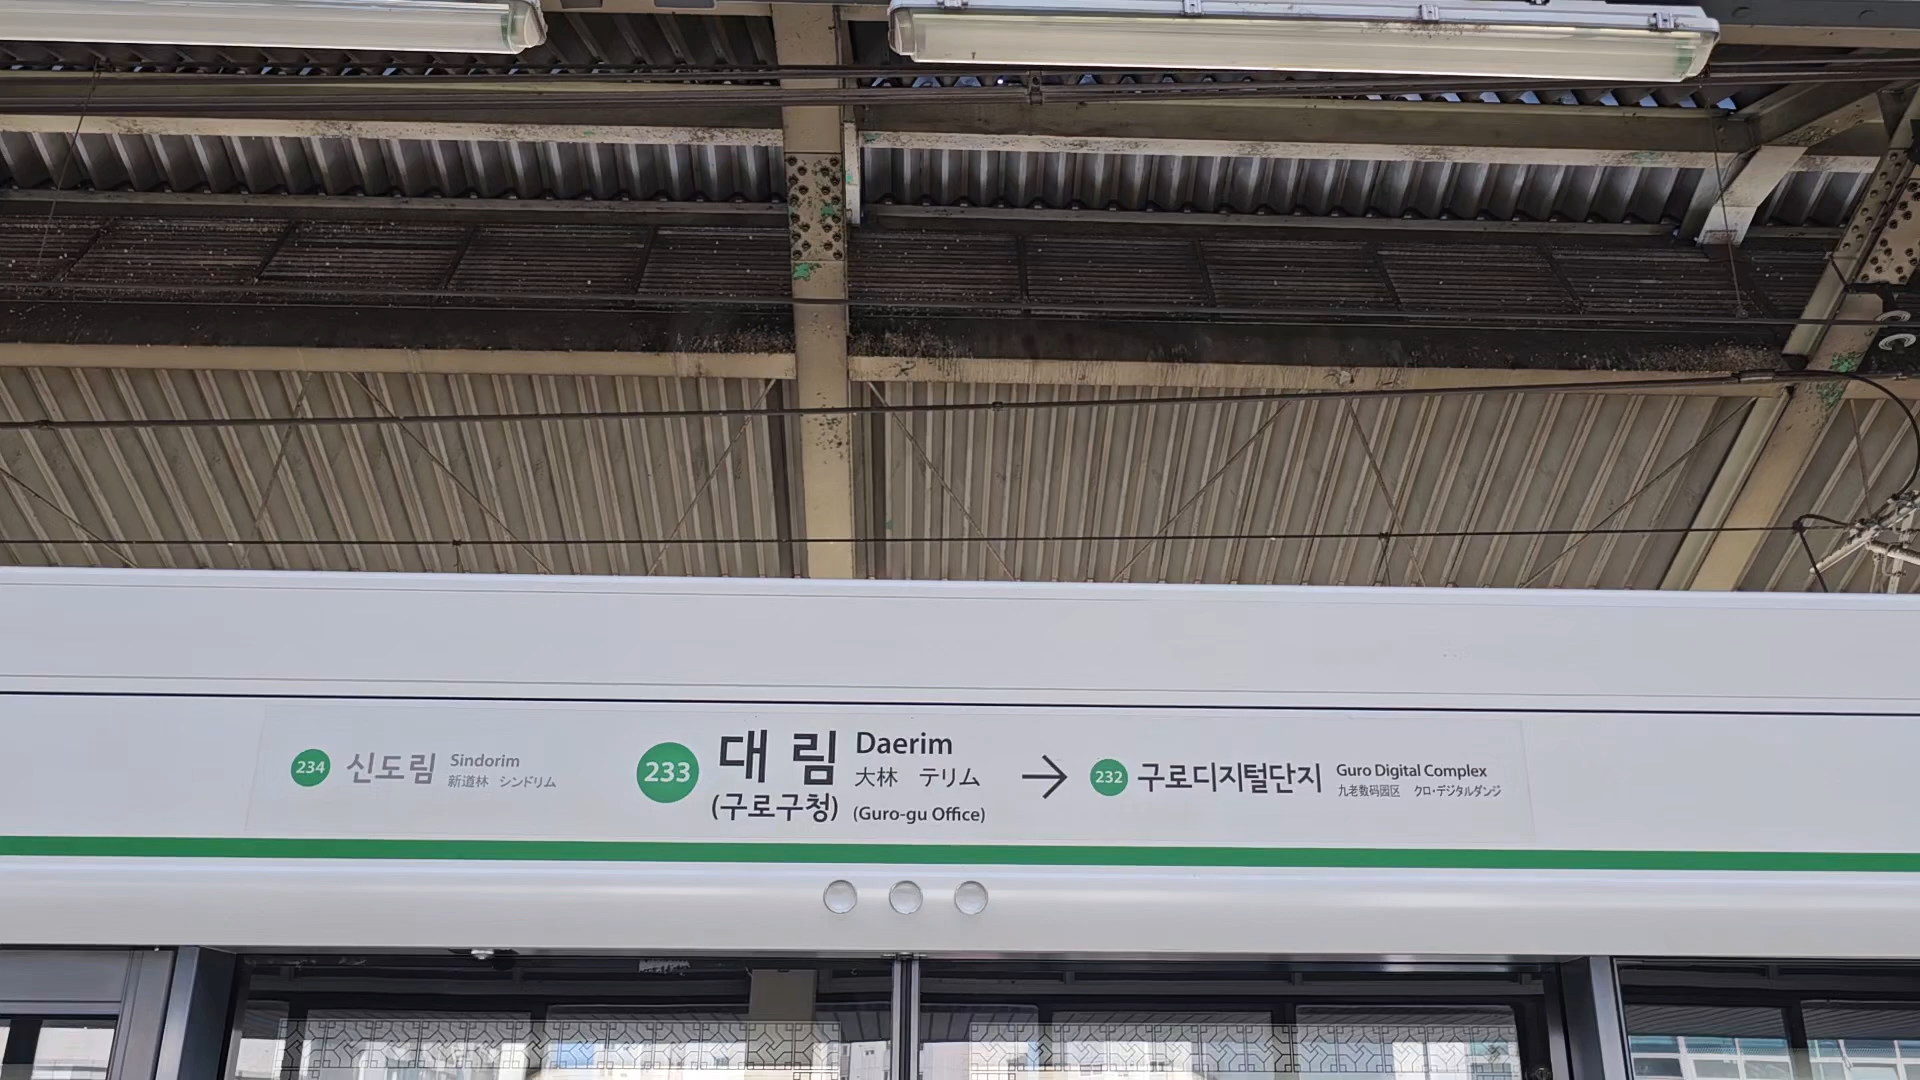 234 신도림 Sindorim
新道林 シンドリム
233 대림 Daerim
大林 テリム
(구로구청) (Guro-gu Office)
→ 232 구로디지털단지 Guro Digital Complex
九老数码园区 クロ・デジタルダンジ